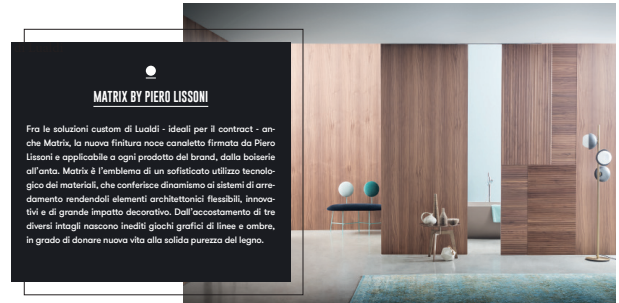 MATRIX BY PIERO LISSONI
Fra le soluzioni custom di Lualdi - ideali per il contract - an-
che Matrix, la nuova finitura noce canaletto firmata da Piero
Lissoni e applicabile a ogni prodotto del brand, dalla boiserie
all'anta. Matrix è l'emblema di un sofisticato utilizzo tecnolo-
gico dei materiali, che conferisce dinamismo ai sistemi di arre-
damento rendendoli elementi architettonici flessibili, innova-
tivi e di grande impatto decorativo. Dall'accostamento di tre
diversi intagli nascono inediti giochi grafici di linee e ombre,
in grado di donare nuova vita alla solida purezza del legno.